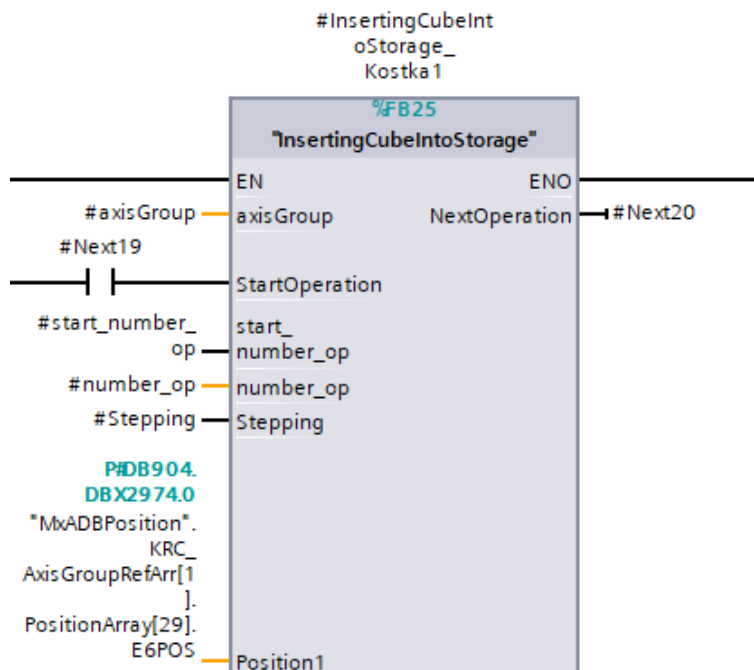 #InsertingCubeInt
oStorage_
Kostka1
%FB25
"InsertingCubeIntoStorage"
EN
ENO
#axisGroup
axisGroup
NextOperation
#Next20
#Next19
StartOperation
#start_number_
op
start_
number_op
#number_op
number_op
#Stepping
Stepping
P#DB904.
DBX2974.0
"MxADBPosition".
KRC_
AxisGroupRefArr[1
].
PositionArray[29].
E6POS
Position1